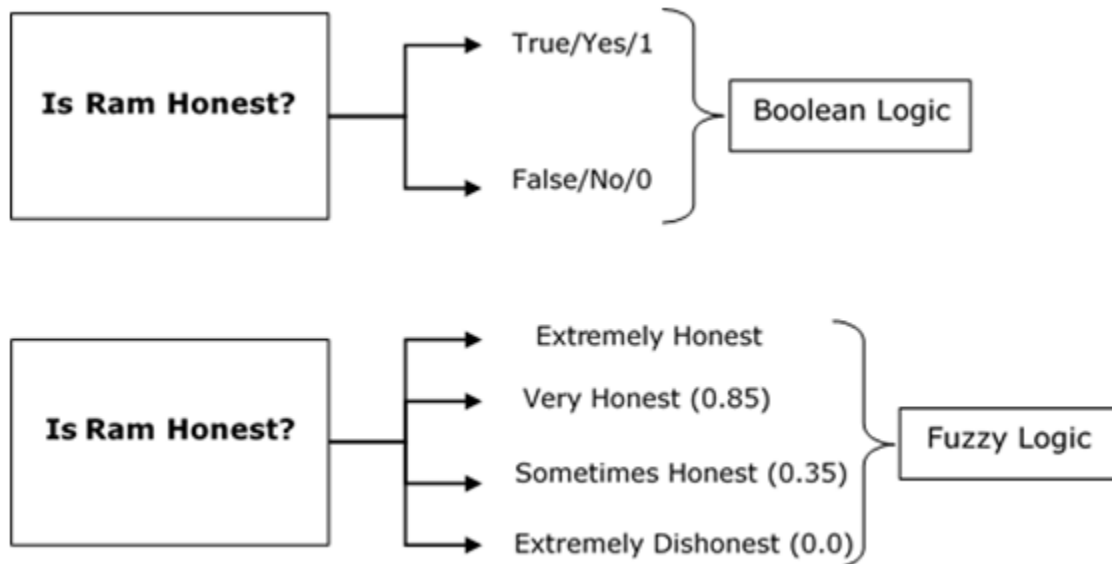 Is Ram Honest?
True/Yes/1
False/No/0
Boolean Logic
Is Ram Honest?
Extremely Honest
Very Honest (0.85)
Sometimes Honest (0.35)
Extremely Dishonest (0.0)
Fuzzy Logic